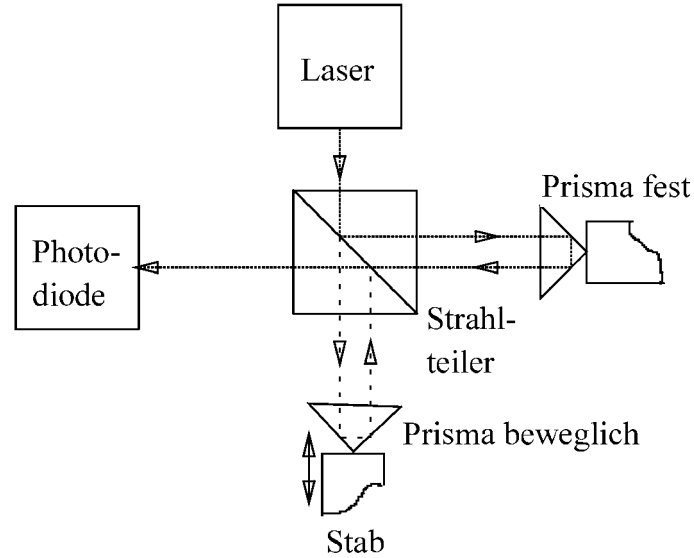 Laser
Prisma fest
Photo-
diode
Strahl-
teiler
Prisma beweglich
Stab